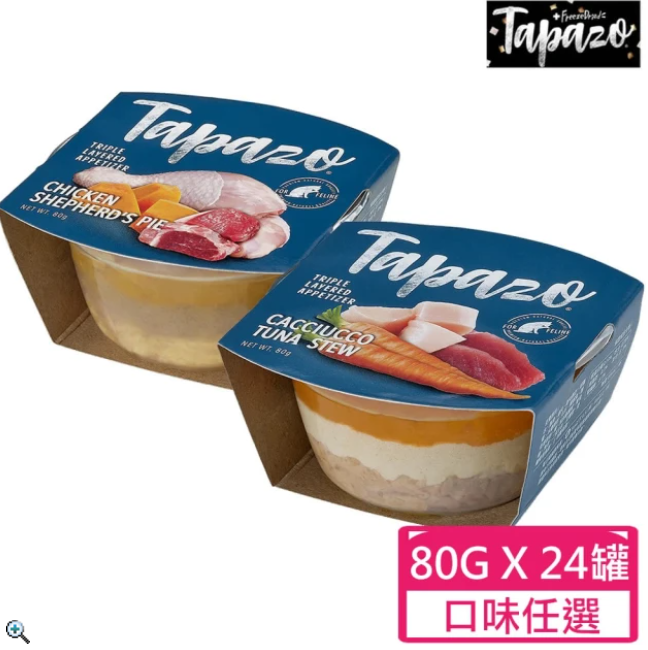 +FreezeDried+
Tapazo®
Tapazo®
TRIPLE
LAYERED
APPETIZER
CHICKEN
SHEPHERD'S PIE
NET WT. 80g
FOR FELINE
Tapazo®
TRIPLE
LAYERED
APPETIZER
CACCIUCCO
TUNA STEW
NET WT. 80g
FOR FELINE
80G X 24罐
口味任選